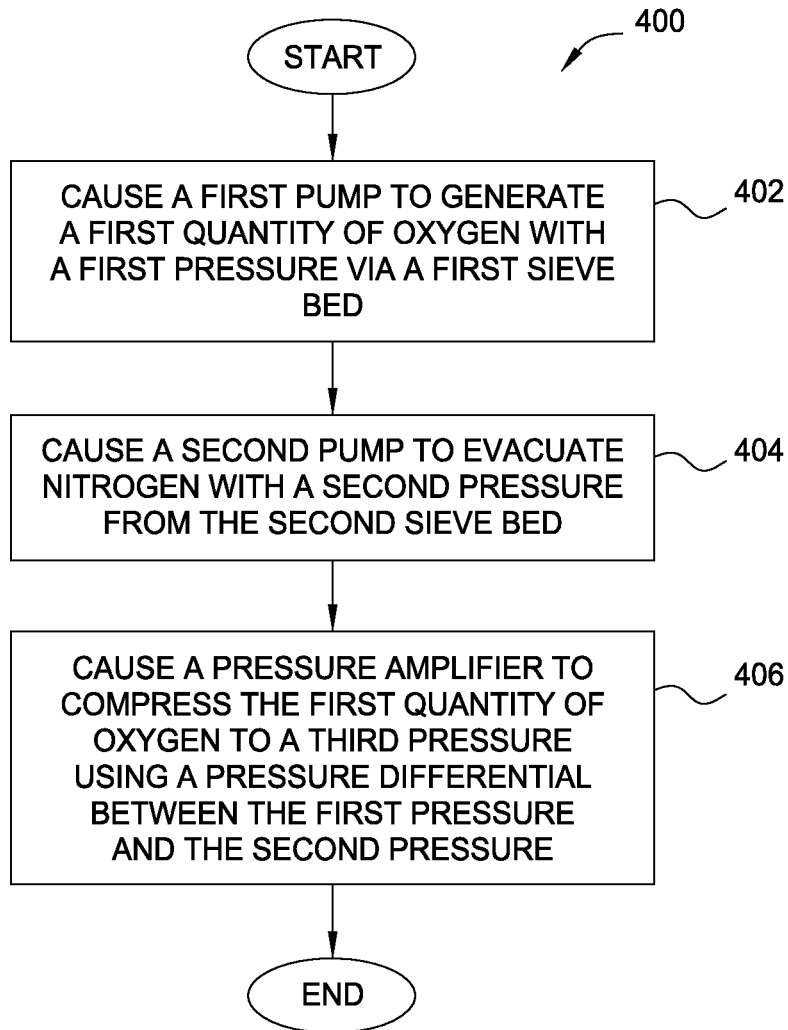 400
START
CAUSE A FIRST PUMP TO GENERATE
A FIRST QUANTITY OF OXYGEN WITH
A FIRST PRESSURE VIA A FIRST SIEVE
BED
402
CAUSE A SECOND PUMP TO EVACUATE
NITROGEN WITH A SECOND PRESSURE
FROM THE SECOND SIEVE BED
404
CAUSE A PRESSURE AMPLIFIER TO
COMPRESS THE FIRST QUANTITY OF
OXYGEN TO A THIRD PRESSURE
USING A PRESSURE DIFFERENTIAL
BETWEEN THE FIRST PRESSURE
AND THE SECOND PRESSURE
406
END